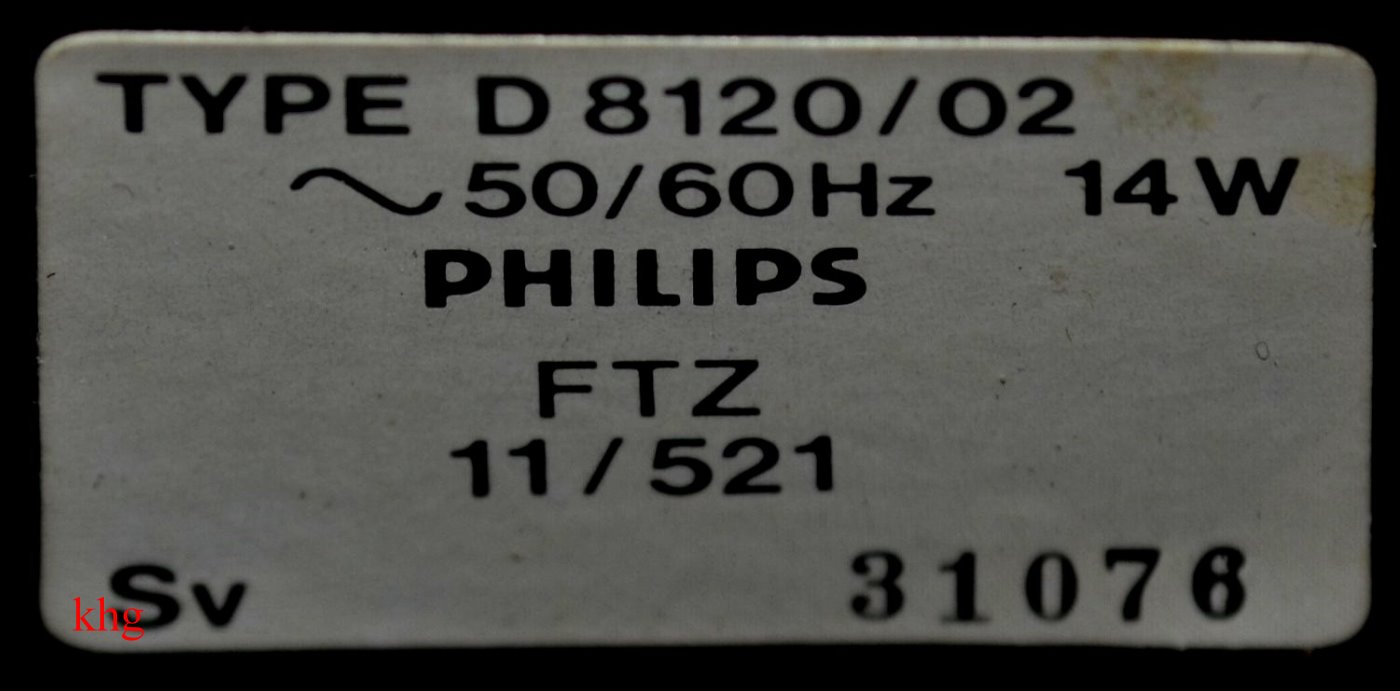 TYPE D 8120/02
~50/60Hz 14W
PHILIPS
FTZ
11/521
Sv 31076
khg